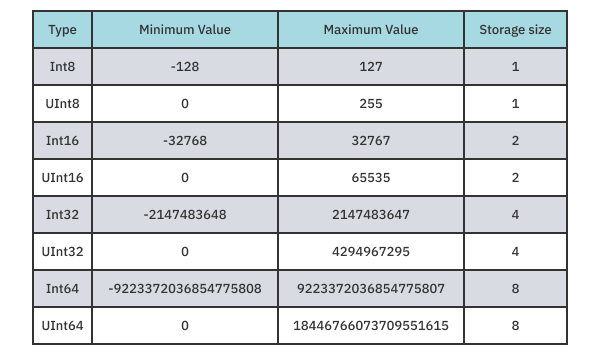 Type Minimum Value Maximum Value Storage size
Int8 -128 127 1
UInt8 0 255 1
Int16 -32768 32767 2
UInt16 0 65535 2
Int32 -2147483648 2147483647 4
UInt32 0 4294967295 4
Int64 -9223372036854775808 9223372036854775807 8
UInt64 0 18446766073709551615 8